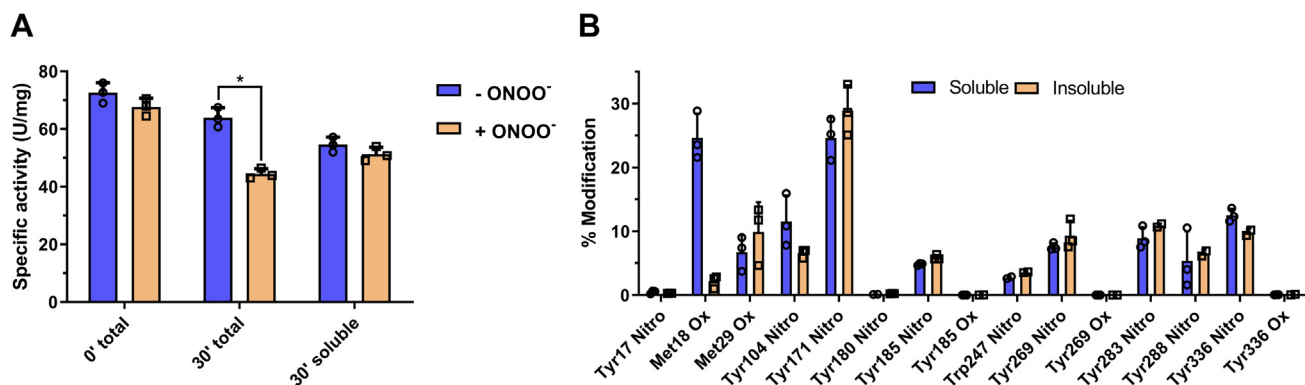 A
Specific activity (U/mg)
80
60
40
20
0
*
0' total
30' total
30' soluble
- ONOO⁻
+ ONOO⁻
B
% Modification
30
20
10
0
Soluble
Insoluble
Tyr17 Nitro
Met18 Ox
Met29 Ox
Tyr104 Nitro
Tyr171 Nitro
Tyr180 Nitro
Tyr185 Nitro
Tyr185 Ox
Trp247 Nitro
Tyr269 Nitro
Tyr269 Ox
Tyr283 Nitro
Tyr288 Nitro
Tyr336 Nitro
Tyr336 Ox